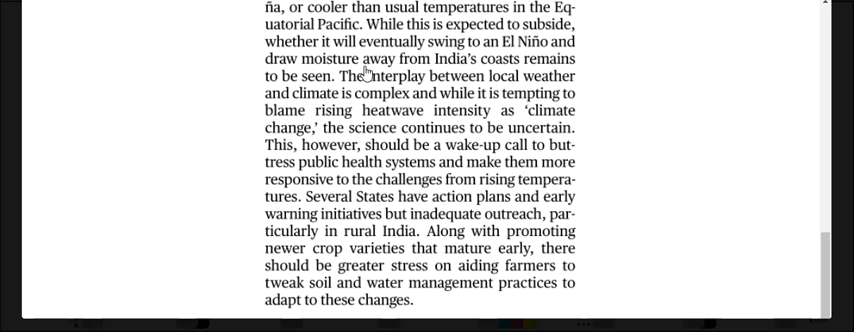 ña, or cooler than usual temperatures in the Eq-
uatorial Pacific. While this is expected to subside,
whether it will eventually swing to an El Niño and
draw moisture away from India's coasts remains
to be seen. The interplay between local weather
and climate is complex and while it is tempting to
blame rising heatwave intensity as ‘climate
change,’ the science continues to be uncertain.
This, however, should be a wake-up call to but-
tress public health systems and make them more
responsive to the challenges from rising tempera-
tures. Several States have action plans and early
warning initiatives but inadequate outreach, par-
ticularly in rural India. Along with promoting
newer crop varieties that mature early, there
should be greater stress on aiding farmers to
tweak soil and water management practices to
adapt to these changes.